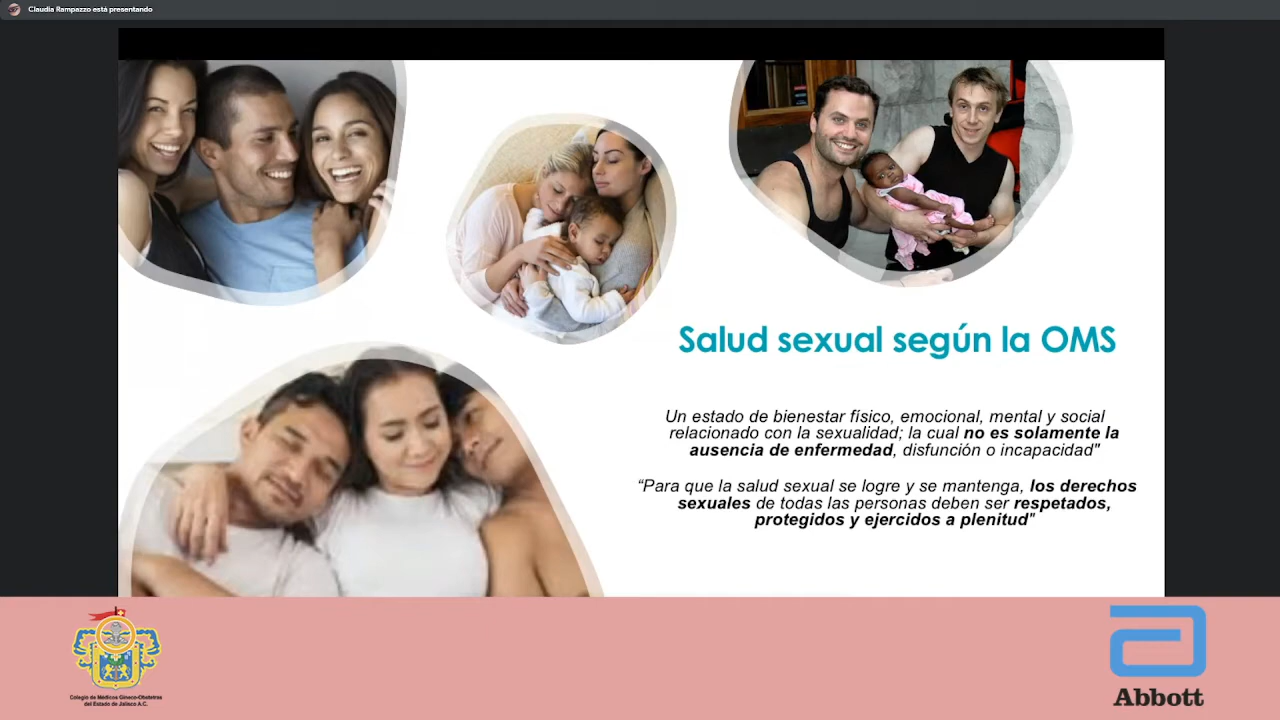 Claudia Rampazzo está presentando
Salud sexual según la OMS
Un estado de bienestar físico, emocional, mental y social
relacionado con la sexualidad; la cual no es solamente la
ausencia de enfermedad, disfunción o incapacidad"
“Para que la salud sexual se logre y se mantenga, los derechos
sexuales de todas las personas deben ser respetados,
protegidos y ejercidos a plenitud"
Colegio de Médicos Gineco-Obstetras
del Estado de Jalisco A.C.
Abbott